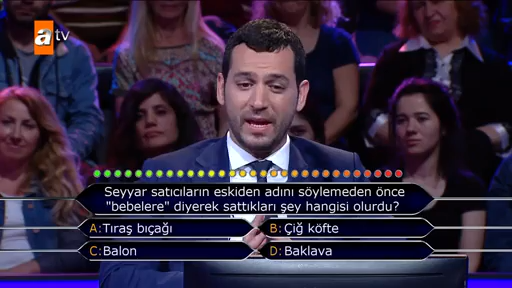 atv
Seyyar satıcıların eskiden adını söylemeden önce
"bebelere" diyerek sattıkları şey hangisi olurdu?
A: Tıraş bıçağı
B: Çiğ köfte
C: Balon
D: Baklava